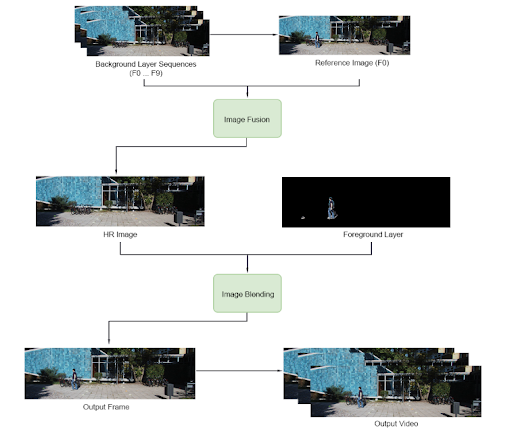 Background Layer Sequences
(F0 ... F9)
Reference Image (F0)
Image Fusion
HR Image
Foreground Layer
Image Blending
Output Frame
Output Video